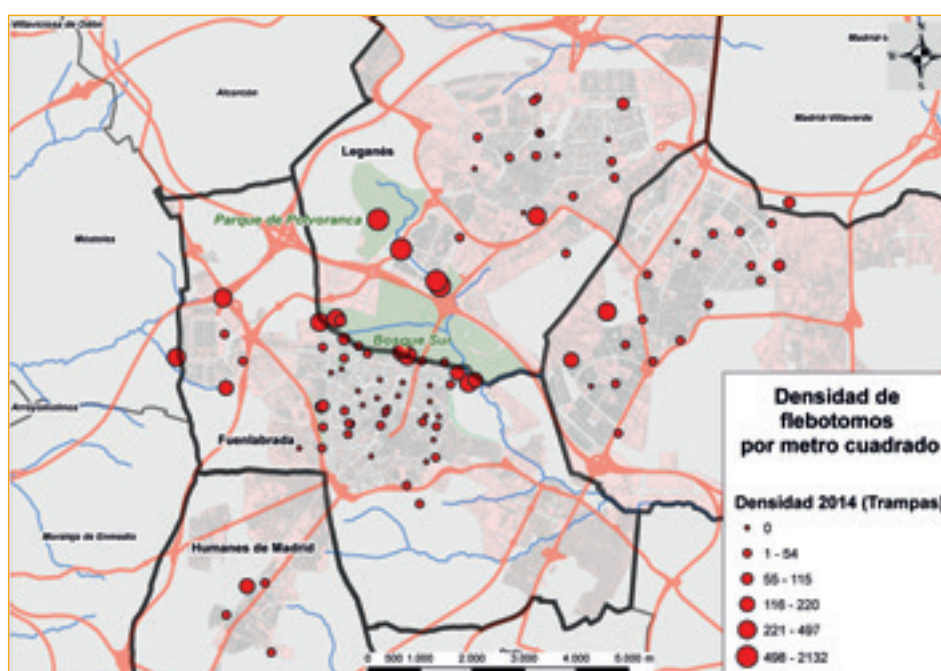 Villaviciosa de Odón
Alcorcón
Madrid
N
Madrid-Villaverde
Leganés
Parque de Polvoranca
Móstoles
Bosque Sur
Arroyomolinos
Fuenlabrada
Moraleja de Enmedio
Humanes de Madrid
Densidad de
flebotomos
por metro cuadrado
Densidad 2014 (Trampas)
0
1 - 54
55 - 115
116 - 220
221 - 497
498 - 2132
0 500 1.000 2.000 3.000 4.000 5.000 m